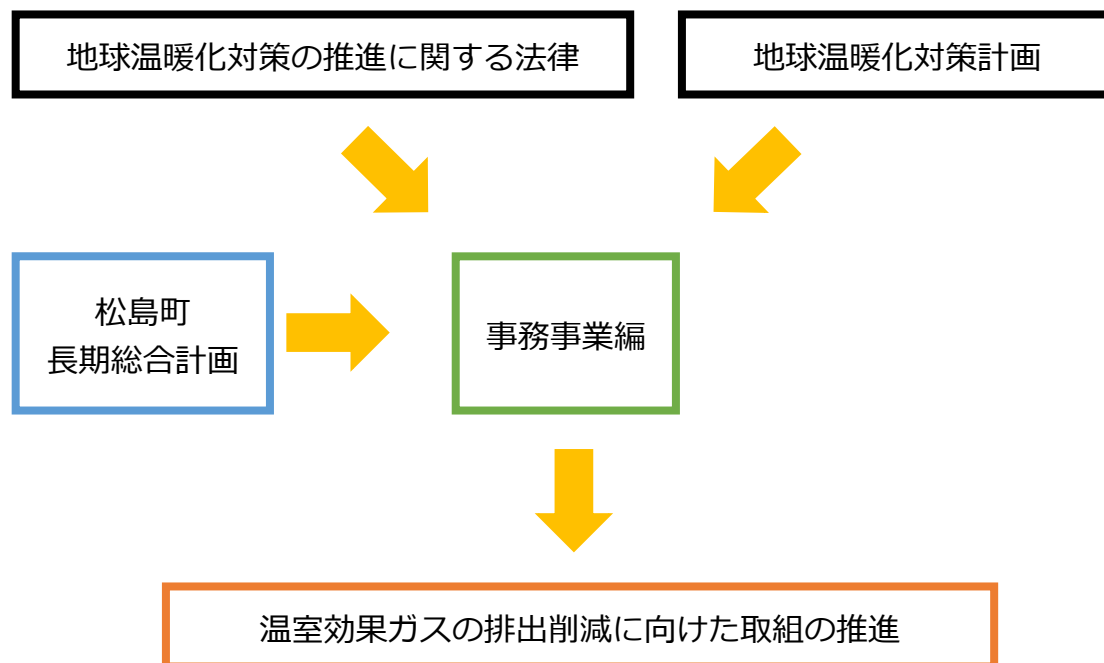 地球温暖化対策の推進に関する法律
地球温暖化対策計画
松島町
長期総合計画
事務事業編
温室効果ガスの排出削減に向けた取組の推進